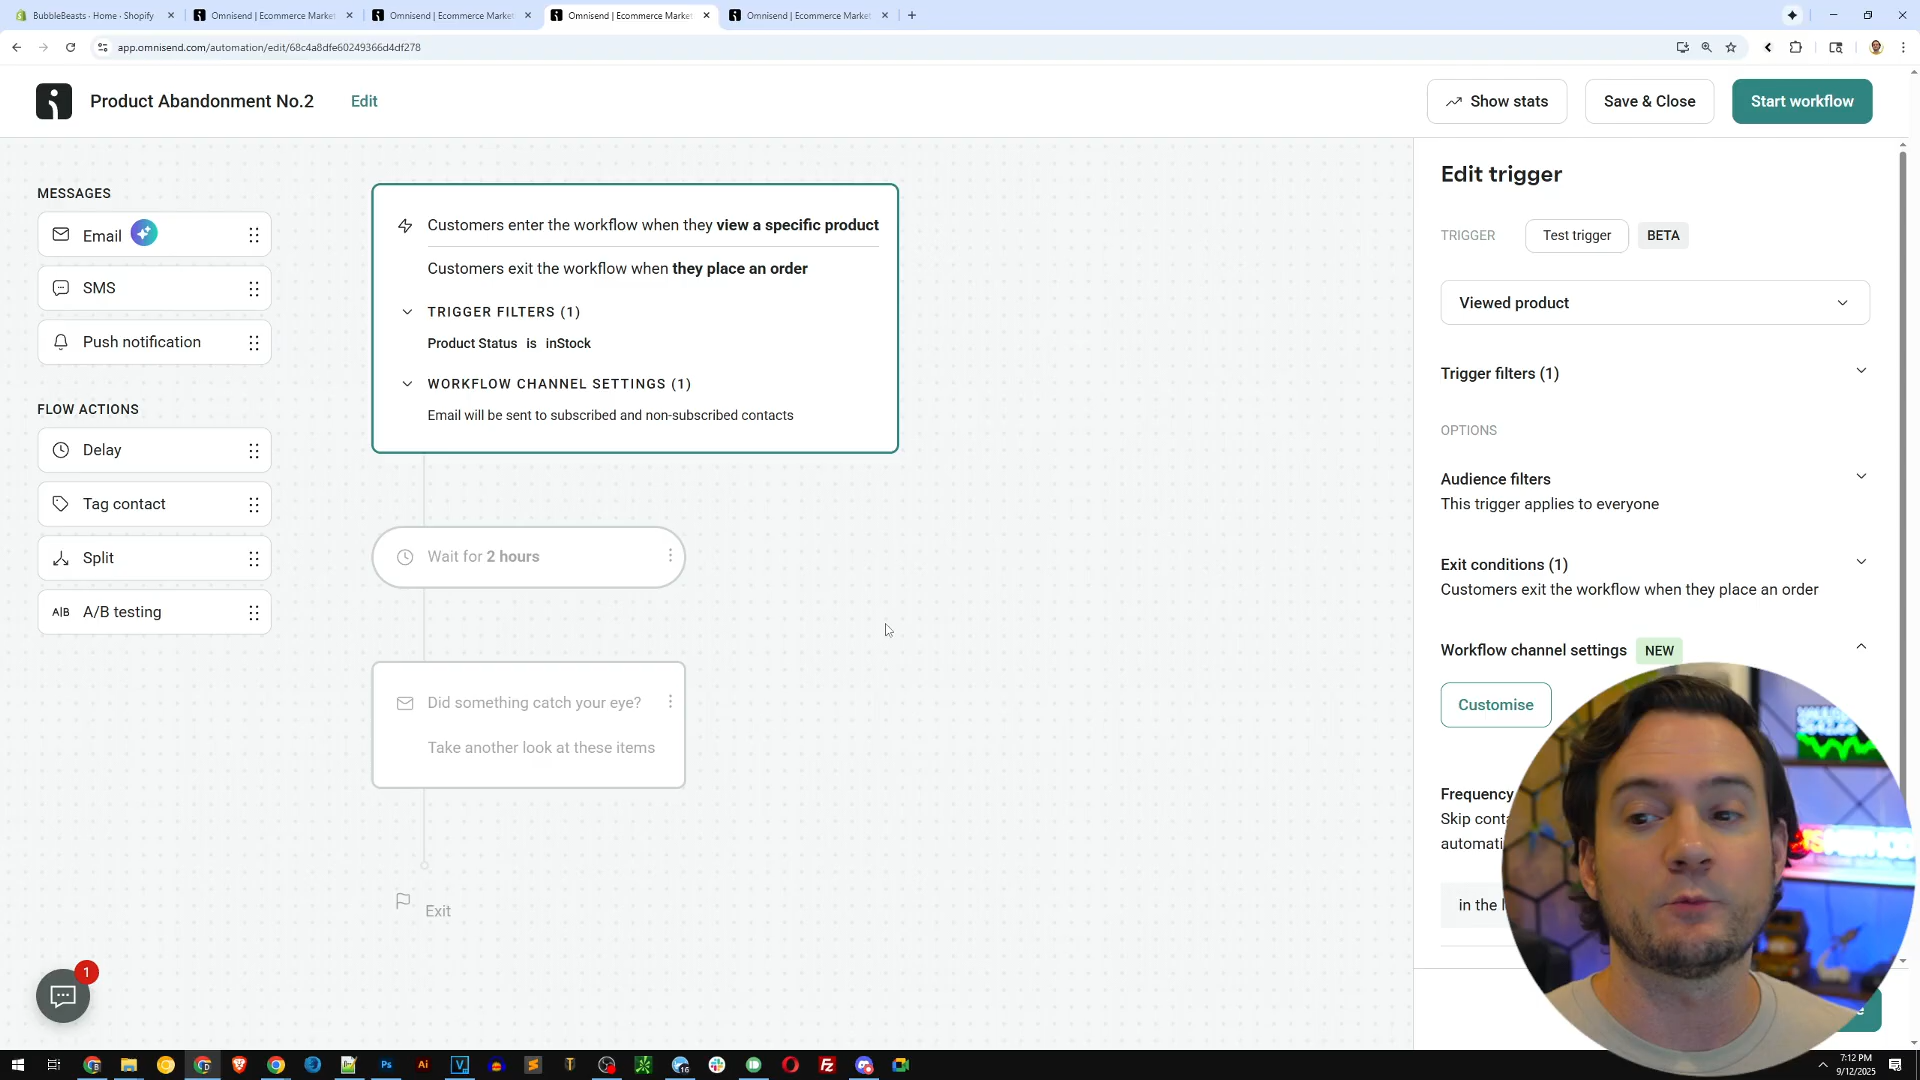 BubbleBeasts · Home · Shopify
Omnisend | Ecommerce Market
Omnisend | Ecommerce Market
Omnisend | Ecommerce Market
Omnisend | Ecommerce Market
app.omnisend.com/automation/edit/68c4a8dfe60249366d4df278
Product Abandonment No.2
Edit
Show stats
Save & Close
Start workflow
MESSAGES
Email
SMS
Push notification
FLOW ACTIONS
Delay
Tag contact
Split
A|B A/B testing
Customers enter the workflow when they view a specific product
Customers exit the workflow when they place an order
TRIGGER FILTERS (1)
Product Status is inStock
WORKFLOW CHANNEL SETTINGS (1)
Email will be sent to subscribed and non-subscribed contacts
Wait for 2 hours
Did something catch your eye?
Take another look at these items
Exit
1
Edit trigger
TRIGGER
Test trigger
BETA
Viewed product
Trigger filters (1)
OPTIONS
Audience filters
This trigger applies to everyone
Exit conditions (1)
Customers exit the workflow when they place an order
Workflow channel settings NEW
Customise
Frequency
Skip conta
automati
in the l
7:12 PM
9/12/2025